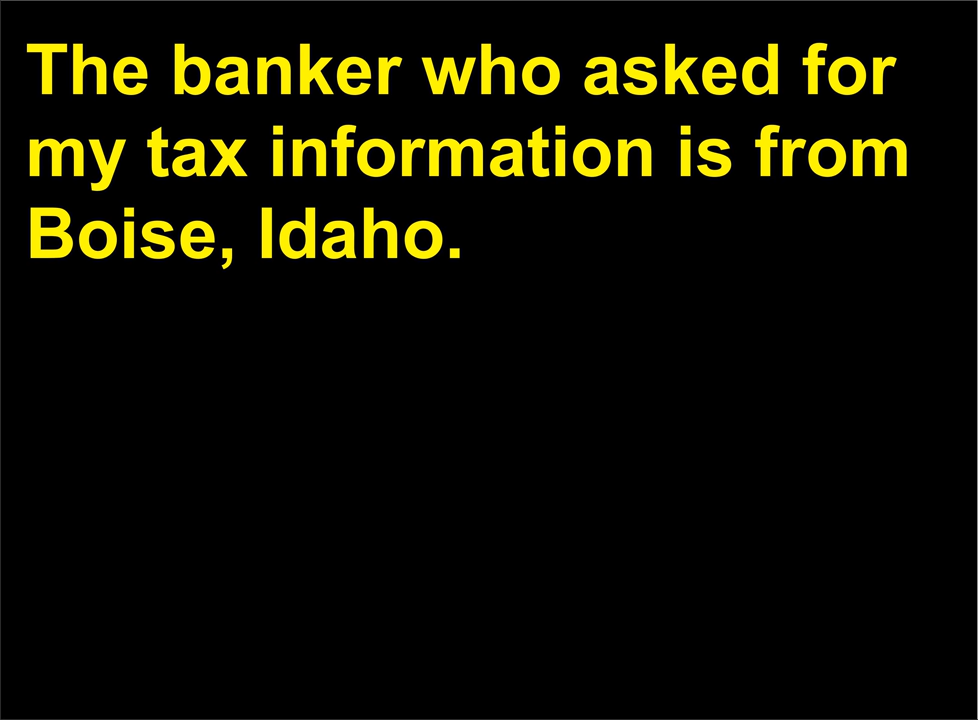 The banker who asked for
my tax information is from
Boise, Idaho.